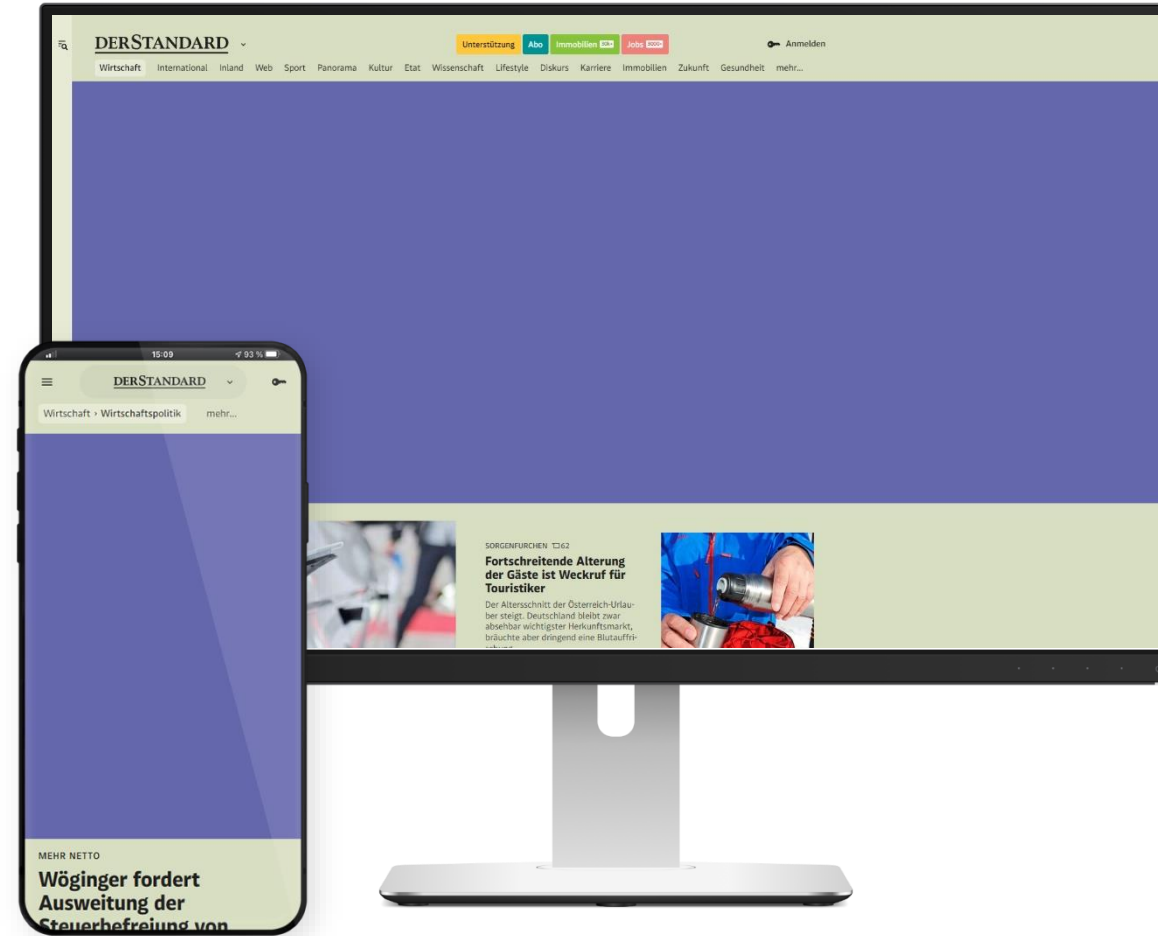 DERSTANDARD
Unterstützung Abo Immobilien Jobs
Anmelden
Wirtschaft International Inland Web Sport Panorama Kultur Etat Wissenschaft Lifestyle Diskurs Karriere Immobilien Zukunft Gesundheit mehr...
SORGENFURCHEN 62
Fortschreitende Alterung
der Gäste ist Weckruf für
Touristiker
Der Altersschnitt der Österreich-Urlau-
ber steigt. Deutschland bleibt zwar
absehbar wichtigster Herkunftsmarkt,
bräuchte aber dringend eine Blutauffri-
15:09 93 %
DERSTANDARD
Wirtschaft › Wirtschaftspolitik mehr...
MEHR NETTO
Wöginger fordert
Ausweitung der
Steuerbefreiung von